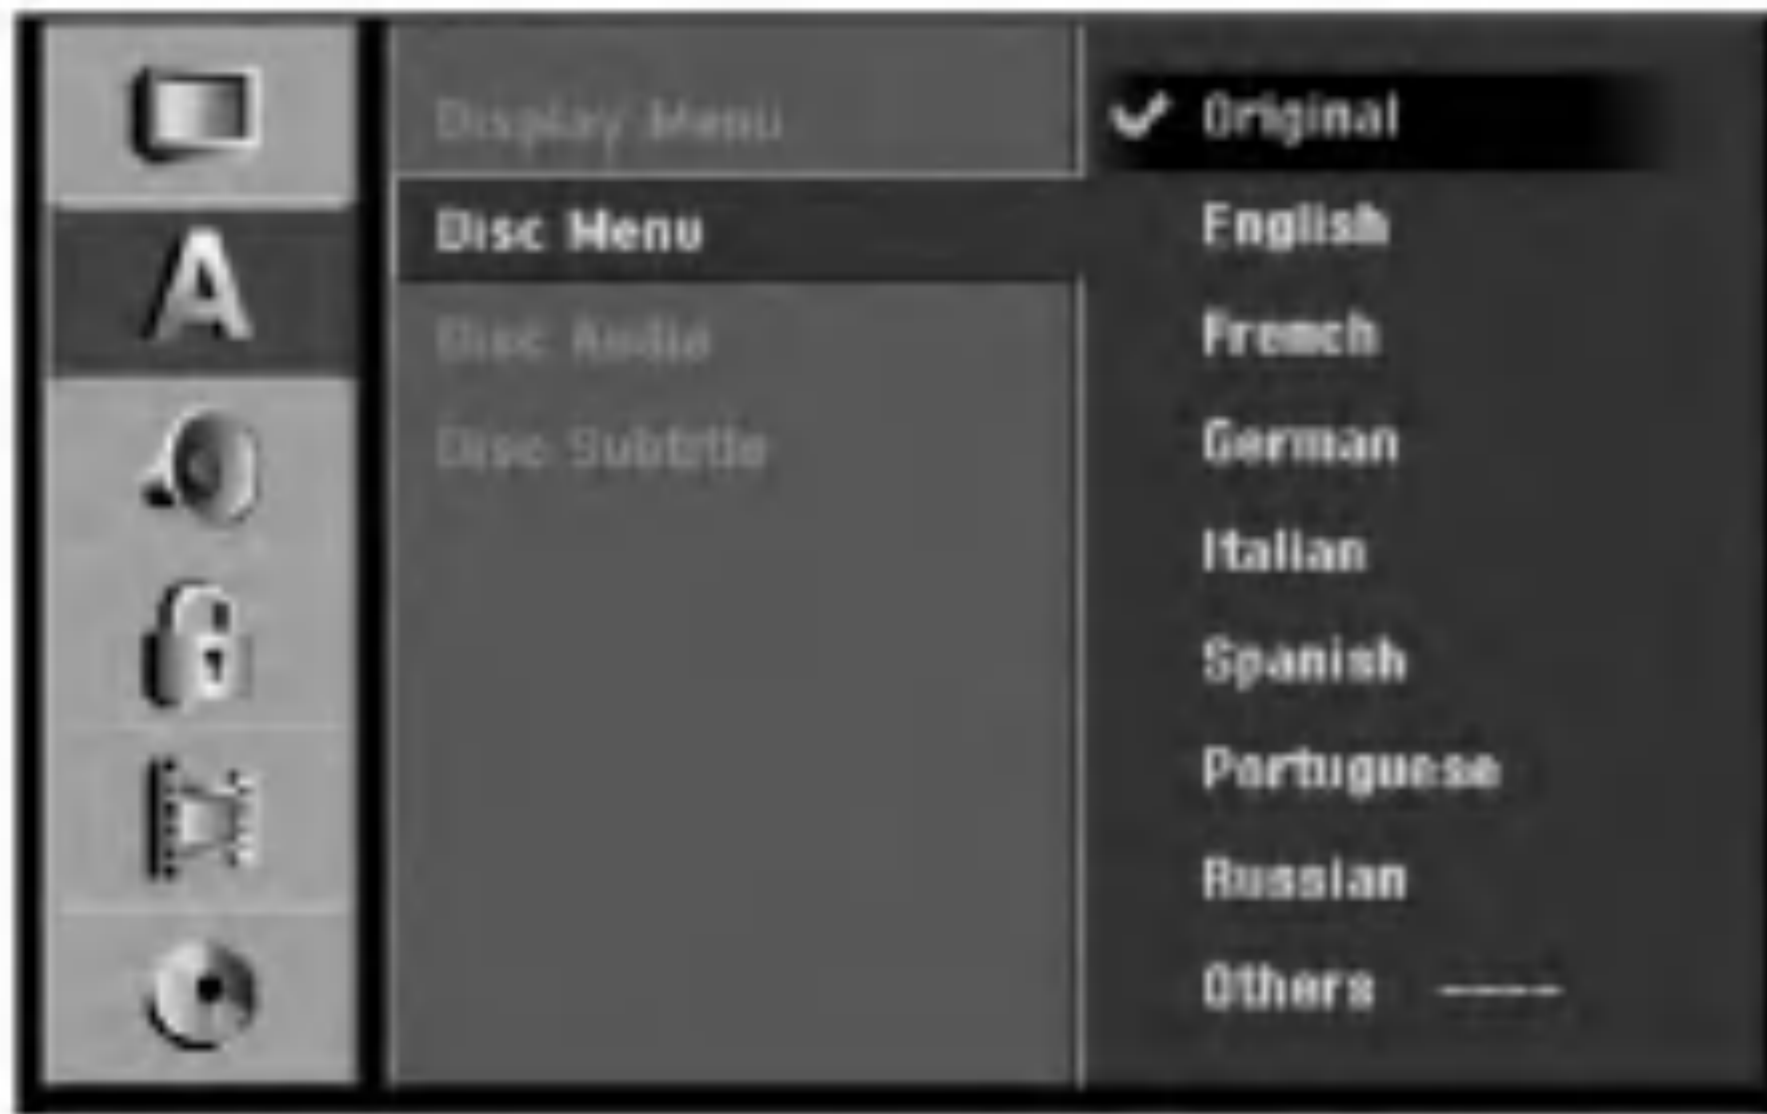 A
Display Menu
Disc Menu
Disc Audio
Disc Subtitle
Original
English
French
German
Italian
Spanish
Portuguese
Russian
Others ----